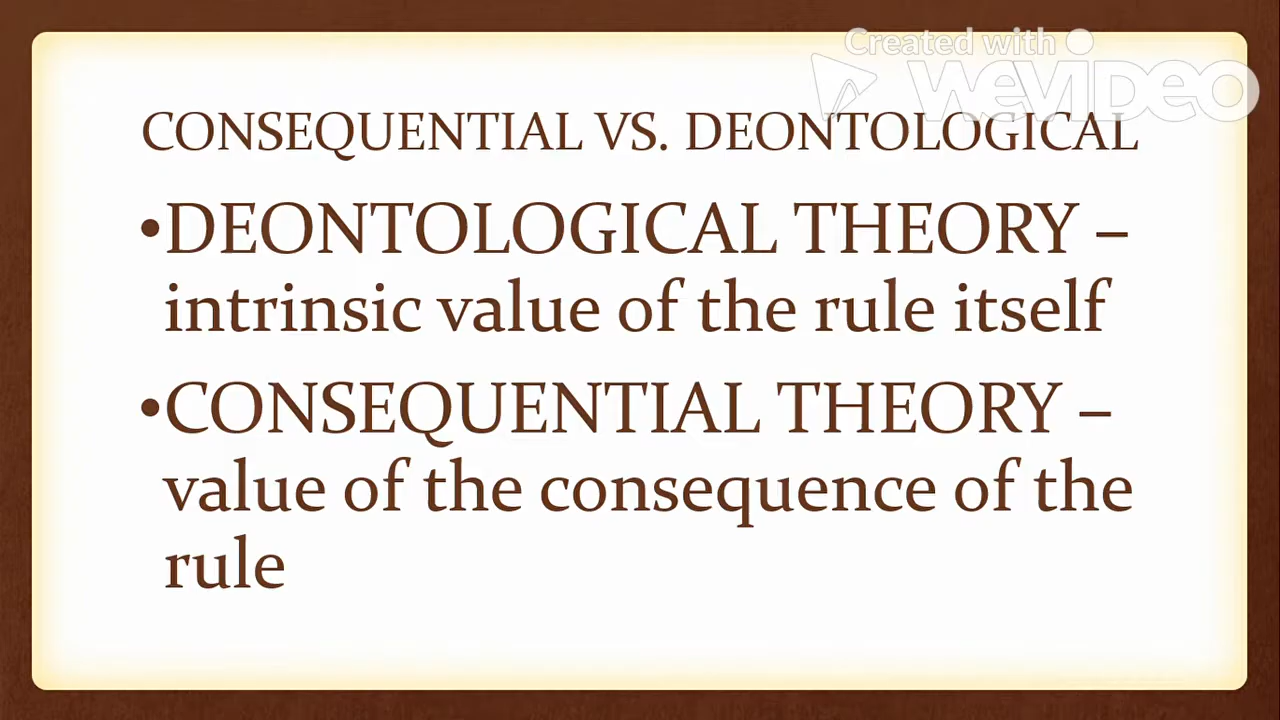 Created with
WEVIDEO
CONSEQUENTIAL VS. DEONTOLOGICAL
•DEONTOLOGICAL THEORY –
intrinsic value of the rule itself
•CONSEQUENTIAL THEORY –
value of the consequence of the
rule